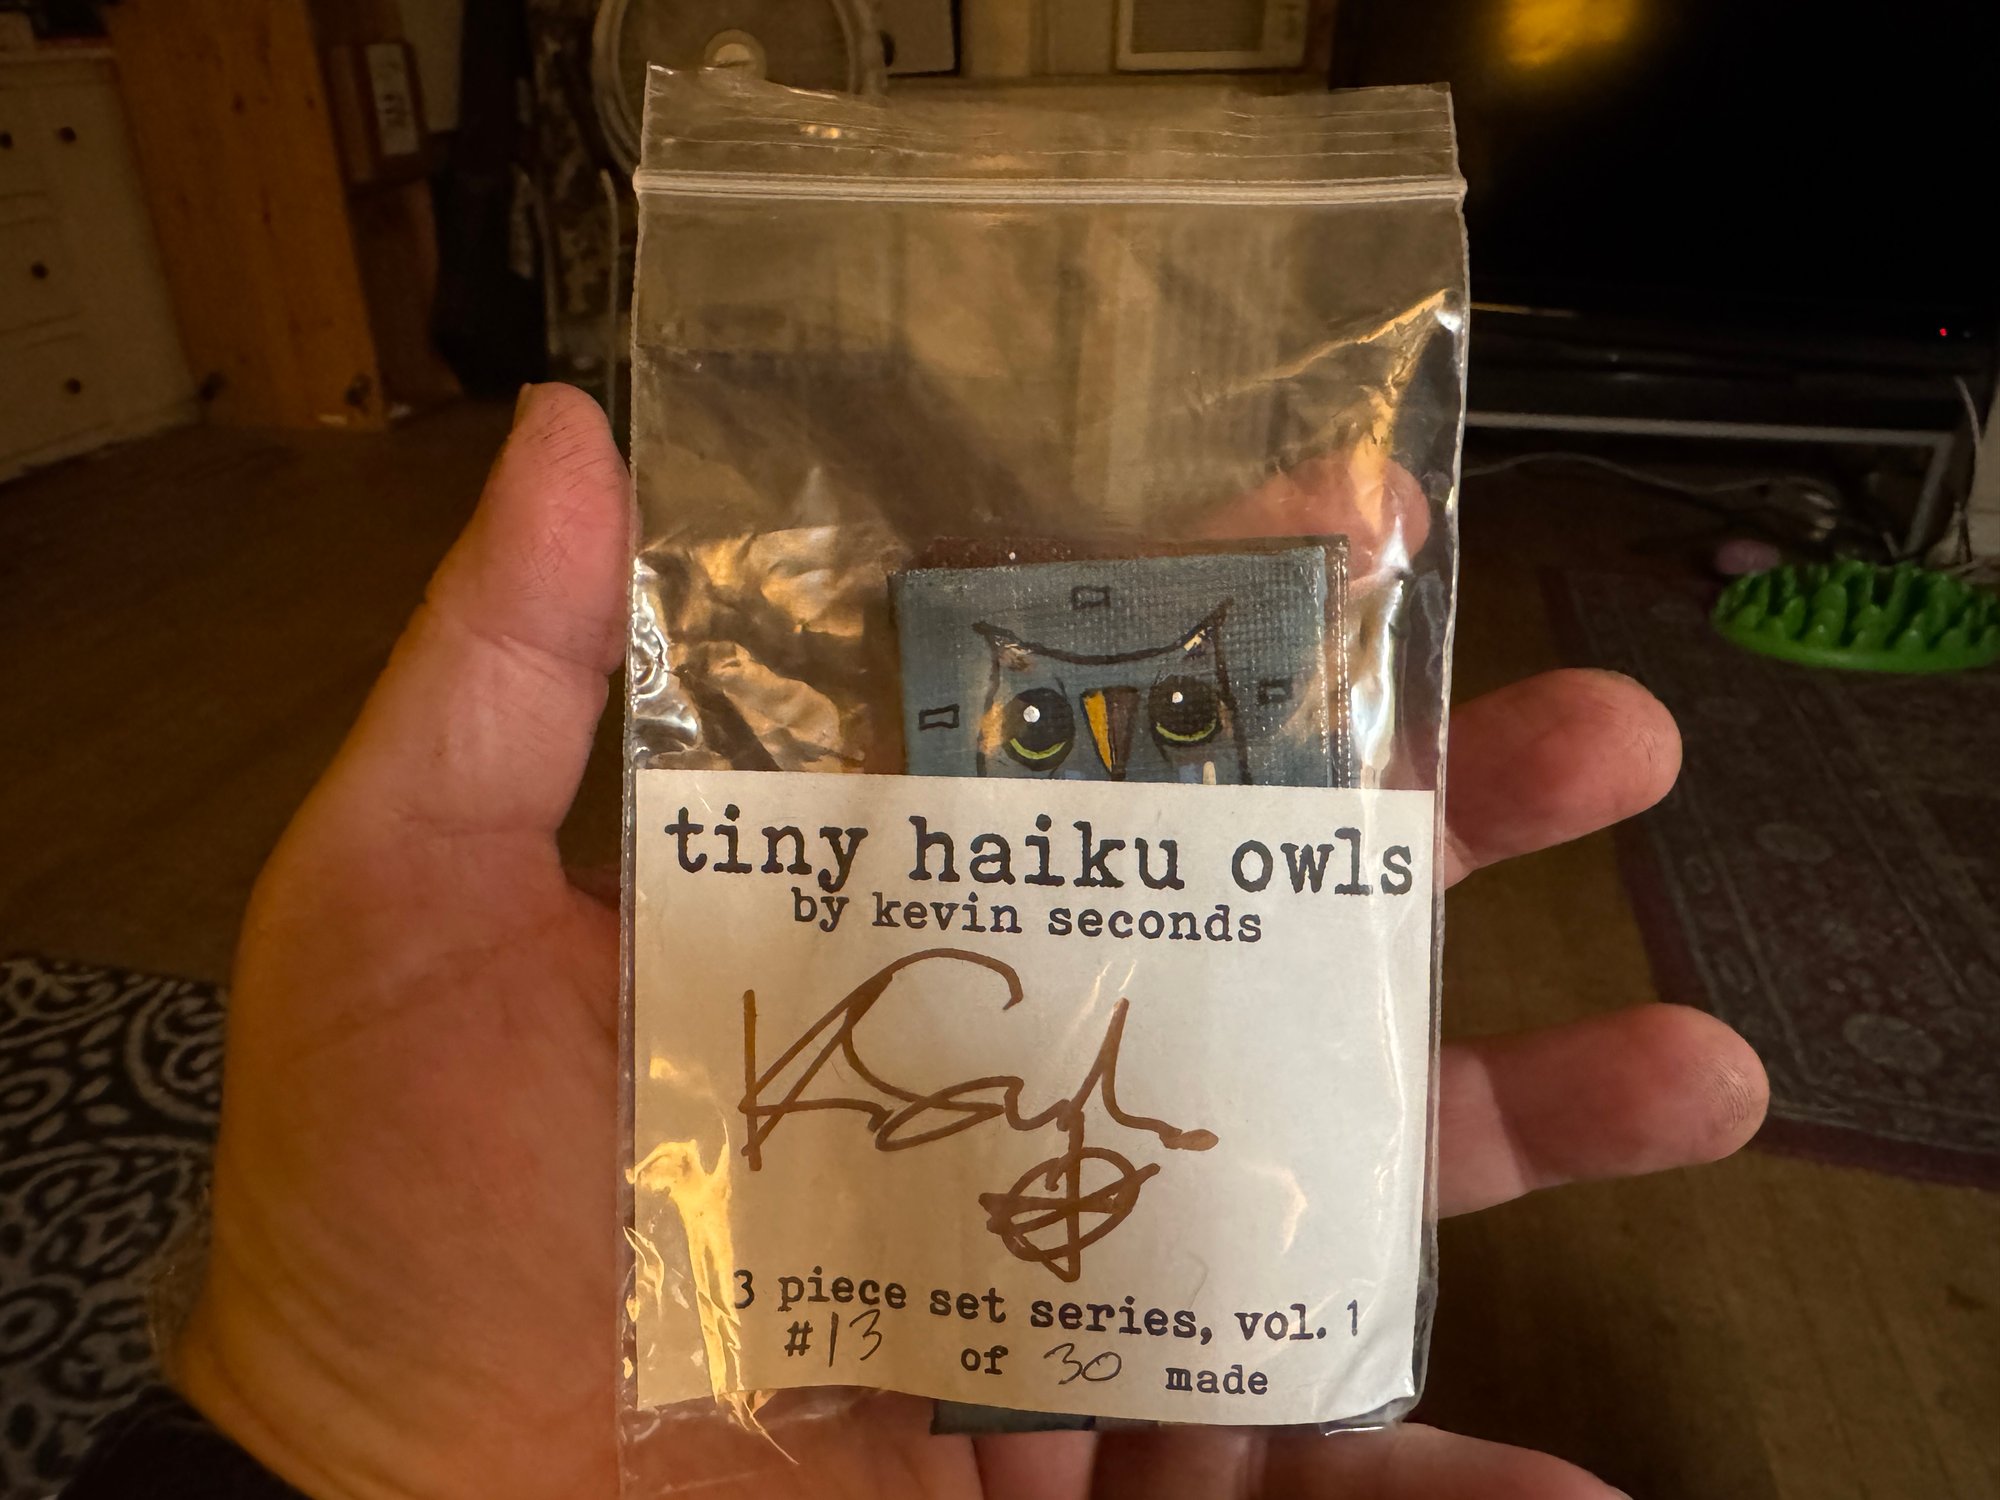 tiny haiku owls
by kevin seconds
3 piece set series, vol. 1
#13 of 30 made